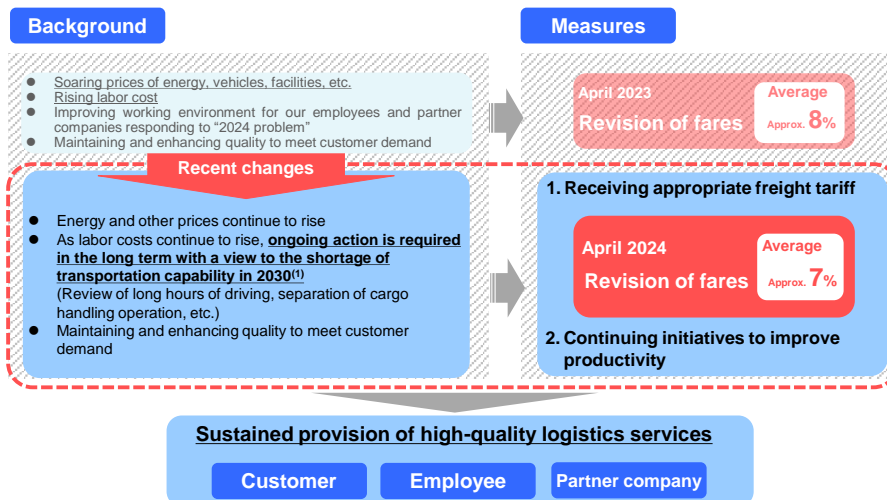 Background
Measures
● Soaring prices of energy, vehicles, facilities, etc.
● Rising labor cost
● Improving working environment for our employees and partner
companies responding to “2024 problem”
● Maintaining and enhancing quality to meet customer demand
April 2023
Revision of fares
Average
Approx. 8%
Recent changes
● Energy and other prices continue to rise
● As labor costs continue to rise, ongoing action is required
in the long term with a view to the shortage of
transportation capability in 2030(1)
(Review of long hours of driving, separation of cargo
handling operation, etc.)
● Maintaining and enhancing quality to meet customer
demand
1. Receiving appropriate freight tariff
April 2024
Revision of fares
Average
Approx. 7%
2. Continuing initiatives to improve
productivity
Sustained provision of high-quality logistics services
Customer
Employee
Partner company